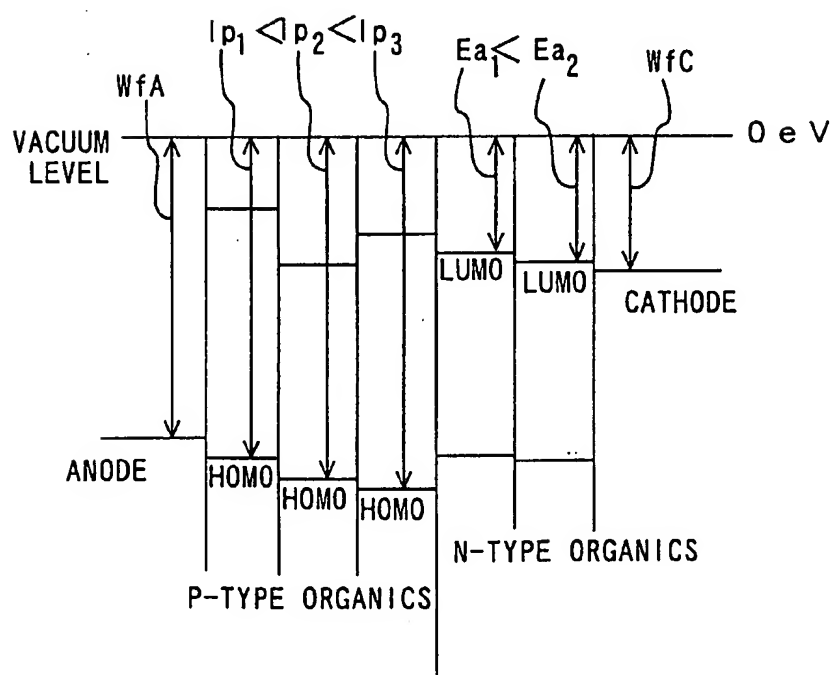 Ip₁ < Ip₂ < Ip₃
Ea₁ < Ea₂
WfC
WfA
VACUUM
LEVEL
0 eV
LUMO
LUMO
CATHODE
ANODE
HOMO
HOMO
HOMO
N-TYPE ORGANICS
P-TYPE ORGANICS